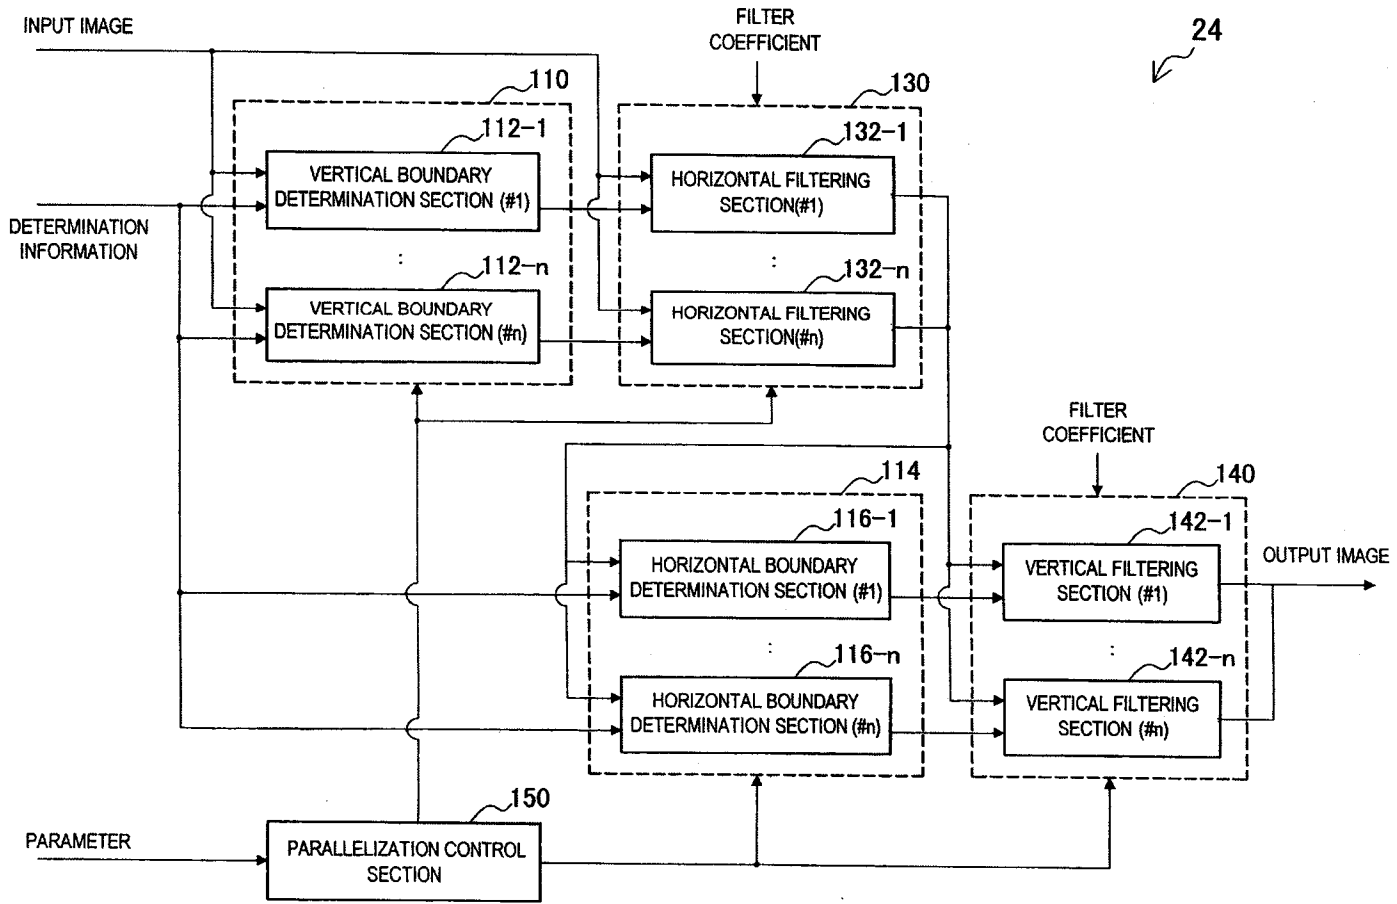 INPUT IMAGE
FILTER
COEFFICIENT
24
110
130
112-1
132-1
VERTICAL BOUNDARY
DETERMINATION SECTION (#1)
HORIZONTAL FILTERING
SECTION(#1)
DETERMINATION
INFORMATION
:
:
112-n
132-n
VERTICAL BOUNDARY
DETERMINATION SECTION (#n)
HORIZONTAL FILTERING
SECTION(#n)
FILTER
COEFFICIENT
114
140
116-1
142-1
HORIZONTAL BOUNDARY
DETERMINATION SECTION (#1)
VERTICAL FILTERING
SECTION (#1)
OUTPUT IMAGE
:
:
116-n
142-n
HORIZONTAL BOUNDARY
DETERMINATION SECTION (#n)
VERTICAL FILTERING
SECTION (#n)
150
PARAMETER
PARALLELIZATION CONTROL
SECTION